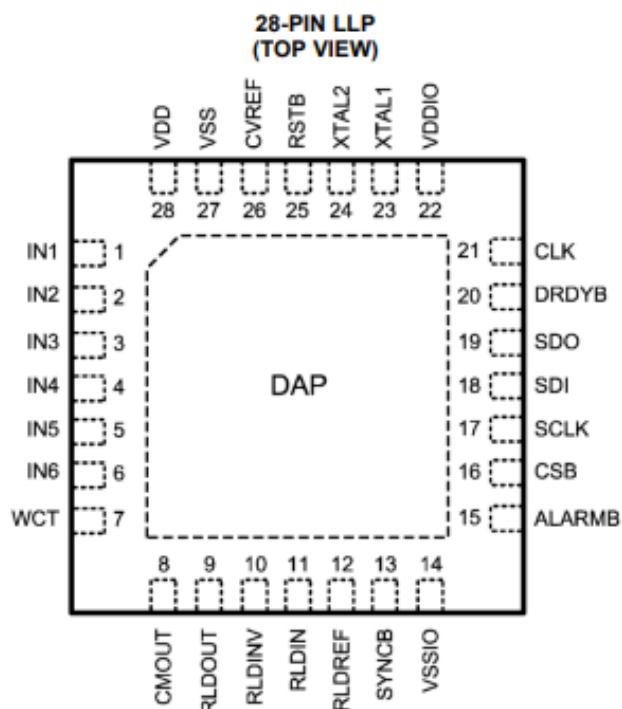 28-PIN LLP
(TOP VIEW)
VDD
VSS
CVREF
RSTB
XTAL2
XTAL1
VDDIO
28 27 26 25 24 23 22
IN1 1
IN2 2
IN3 3
IN4 4
IN5 5
IN6 6
WCT 7
DAP
21 CLK
20 DRDYB
19 SDO
18 SDI
17 SCLK
16 CSB
15 ALARMB
8 9 10 11 12 13 14
CMOUT
RLDOUT
RLDINV
RLDIN
RLDREF
SYNCB
VSSIO